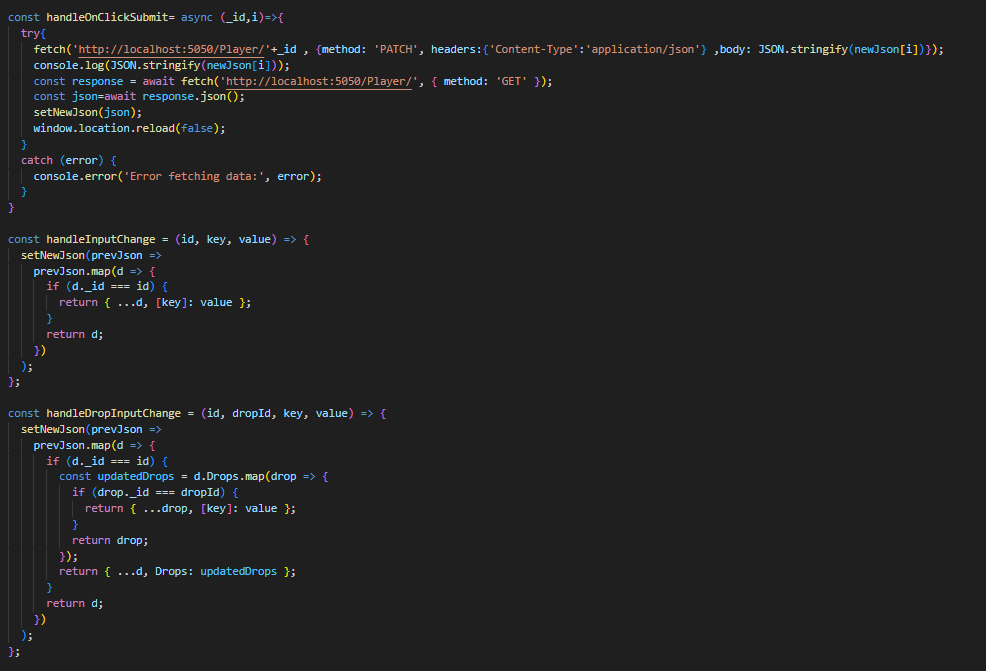 const handleOnClickSubmit= async (_id,i)=>{
try{
fetch('http://localhost:5050/Player/'+_id , {method: 'PATCH', headers:{'Content-Type':'application/json'} ,body: JSON.stringify(newJson[i])});
console.log(JSON.stringify(newJson[i]));
const response = await fetch('http://localhost:5050/Player/', { method: 'GET' });
const json=await response.json();
setNewJson(json);
window.location.reload(false);
}
catch (error) {
console.error('Error fetching data:', error);
}
}
const handleInputChange = (id, key, value) => {
setNewJson(prevJson =>
prevJson.map(d => {
if (d._id === id) {
return { ...d, [key]: value };
}
return d;
})
);
};
const handleDropInputChange = (id, dropId, key, value) => {
setNewJson(prevJson =>
prevJson.map(d => {
if (d._id === id) {
const updatedDrops = d.Drops.map(drop => {
if (drop._id === dropId) {
return { ...drop, [key]: value };
}
return drop;
});
return { ...d, Drops: updatedDrops };
}
return d;
})
);
};